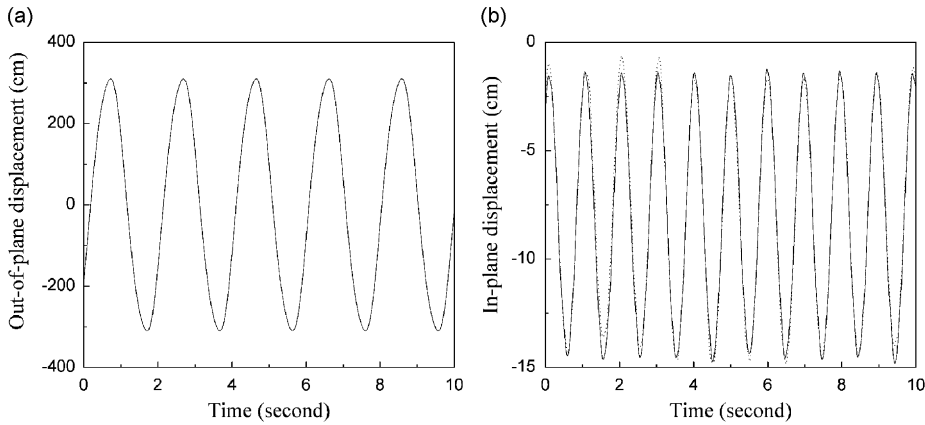 (a)
400
200
0
-200
-400
Out-of-plane displacement (cm)
0 2 4 6 8 10
Time (second)
(b)
0
-5
-10
-15
In-plane displacement (cm)
0 2 4 6 8 10
Time (second)